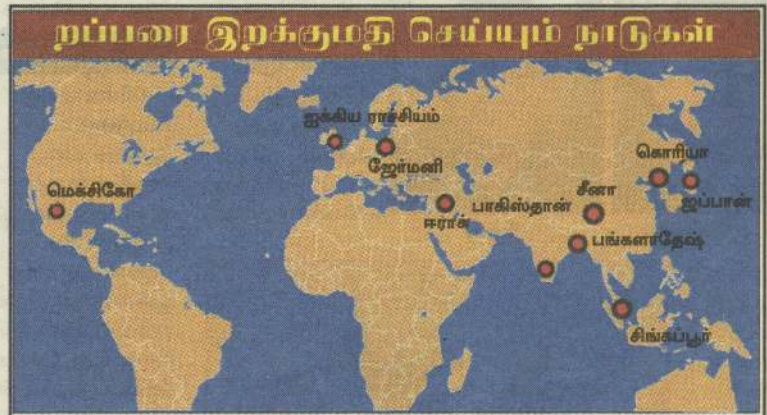 றப்பரை இறக்குமதி செய்யும் நாடுகள்
ஐக்கிய ராச்சியம்
ஜேர்மனி
மெக்சிகோ
ஈராக்
பாகிஸ்தான்
சீனா
கொரியா
ஜப்பான்
பங்களாதேஷ்
சிங்கப்பூர்